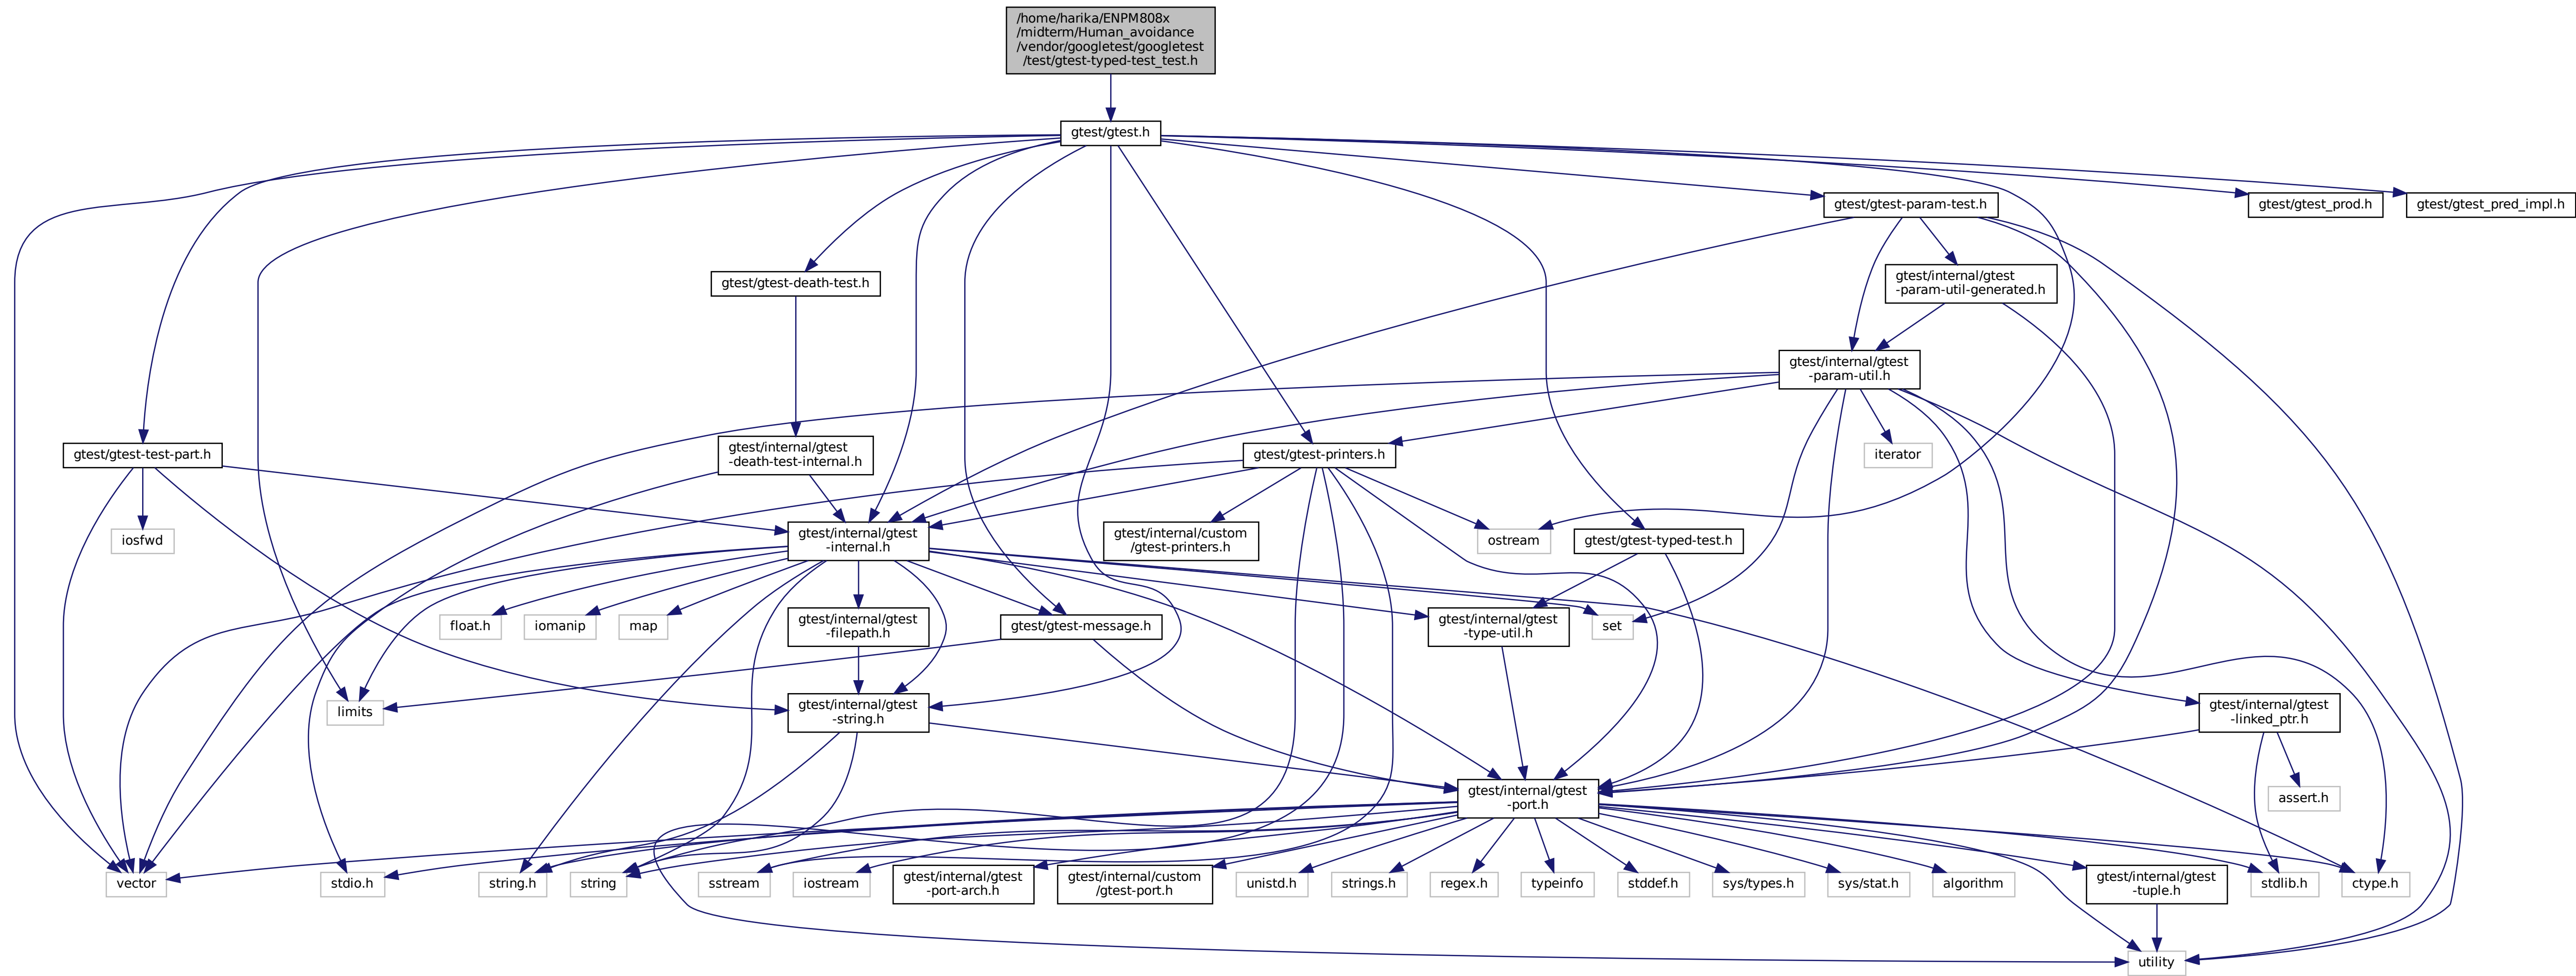 /home/harika/ENPM808x
/midterm/Human_avoidance
/vendor/googletest/googletest
/test/gtest-typed-test_test.h
gtest/gtest.h
gtest/gtest-param-test.h
gtest/gtest_prod.h
gtest/gtest_pred_impl.h
gtest/gtest-death-test.h
gtest/internal/gtest
-param-util-generated.h
gtest/internal/gtest
-param-util.h
gtest/gtest-test-part.h
gtest/internal/gtest
-death-test-internal.h
gtest/gtest-printers.h
iterator
iosfwd
gtest/internal/gtest
-internal.h
gtest/internal/custom
/gtest-printers.h
ostream
gtest/gtest-typed-test.h
float.h
iomanip
map
gtest/internal/gtest
-filepath.h
gtest/gtest-message.h
gtest/internal/gtest
-type-util.h
set
limits
gtest/internal/gtest
-string.h
gtest/internal/gtest
-linked_ptr.h
gtest/internal/gtest
-port.h
assert.h
vector
stdio.h
string.h
string
sstream
iostream
gtest/internal/gtest
-port-arch.h
gtest/internal/custom
/gtest-port.h
unistd.h
strings.h
regex.h
typeinfo
stddef.h
sys/types.h
sys/stat.h
algorithm
gtest/internal/gtest
-tuple.h
stdlib.h
ctype.h
utility